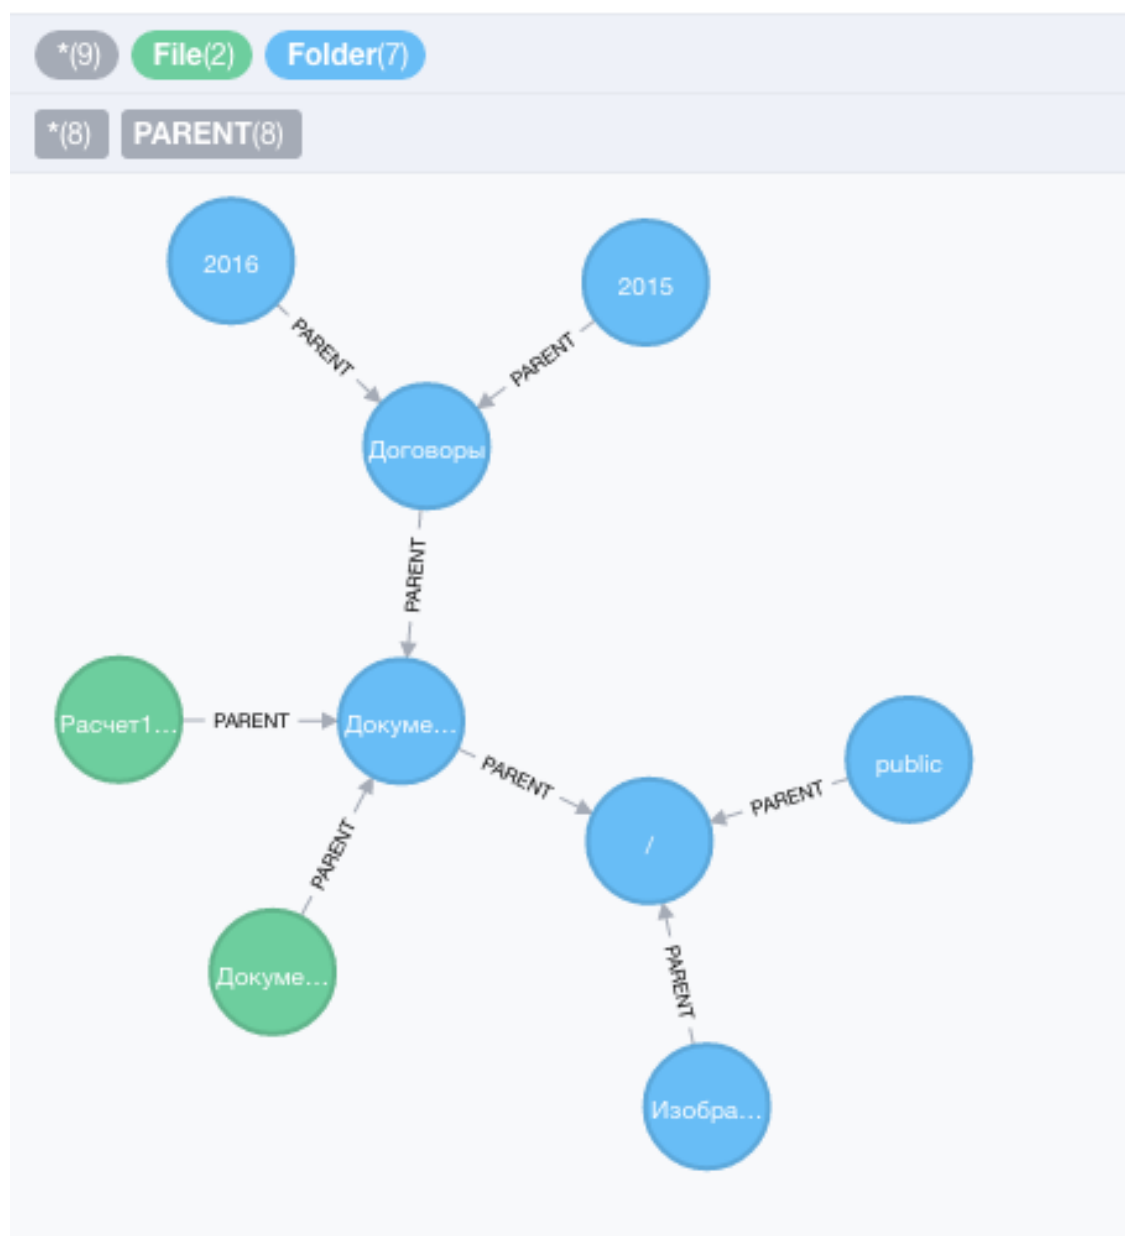 *(9) File(2) Folder(7)
*(8) PARENT(8)
2016
2015
PARENT
PARENT
Договоры
PARENT
Расчет1...
PARENT
Докуме...
PARENT
public
PARENT
/
PARENT
Докуме...
PARENT
Изобра...